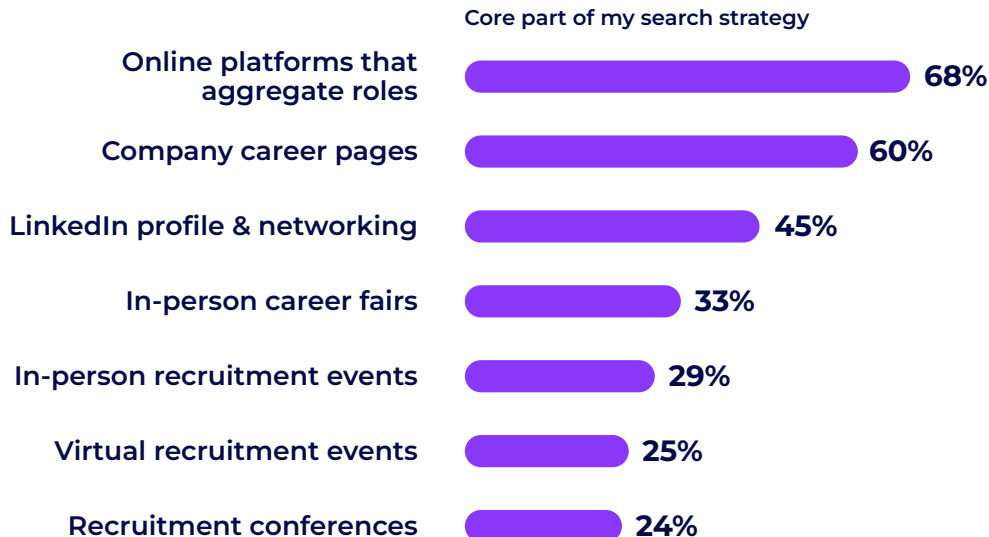 Core part of my search strategy
Online platforms that
aggregate roles
68%
Company career pages
60%
LinkedIn profile & networking
45%
In-person career fairs
33%
In-person recruitment events
29%
Virtual recruitment events
25%
Recruitment conferences
24%